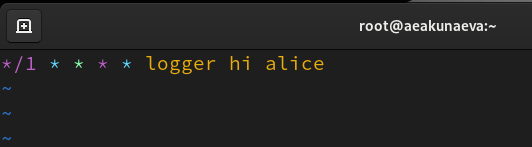 root@aeakunaeva:~
*/1 * * * * logger hi alice
~
~
~